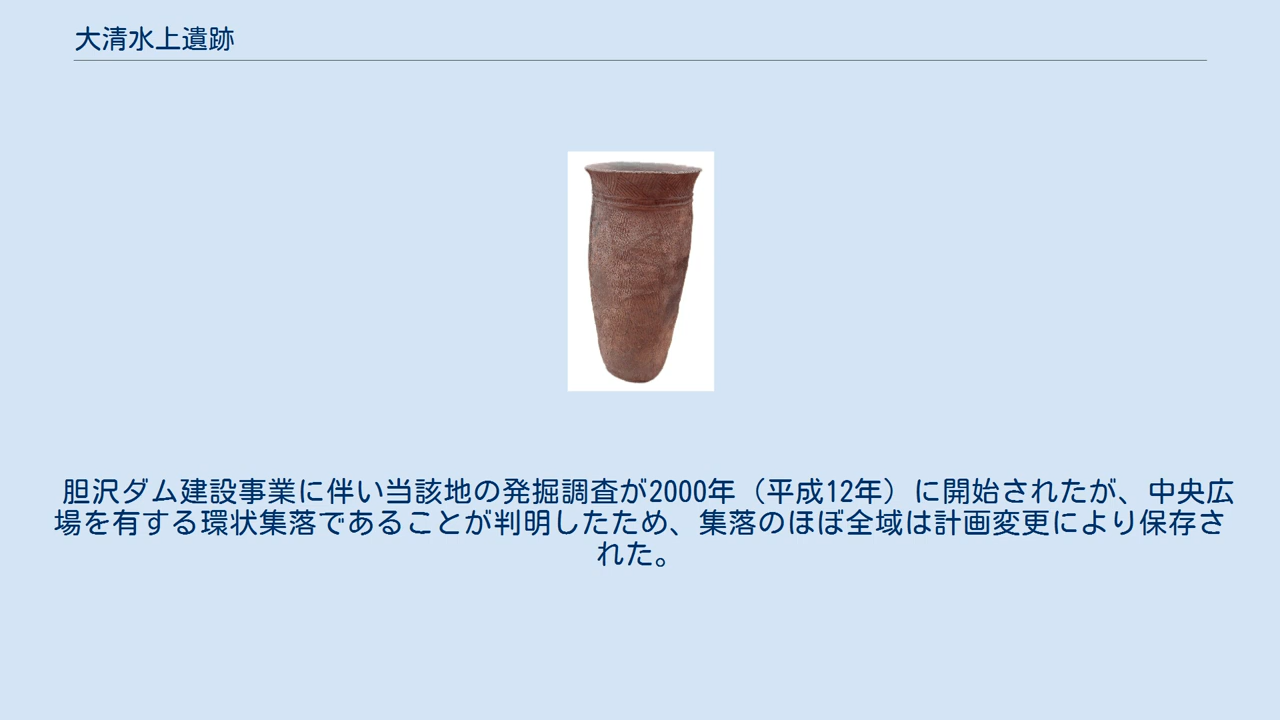 大清水上遺跡
胆沢ダム建設事業に伴い当該地の発掘調査が2000年（平成12年）に開始されたが、中央広
場を有する環状集落であることが判明したため、集落のほぼ全域は計画変更により保存さ
れた。